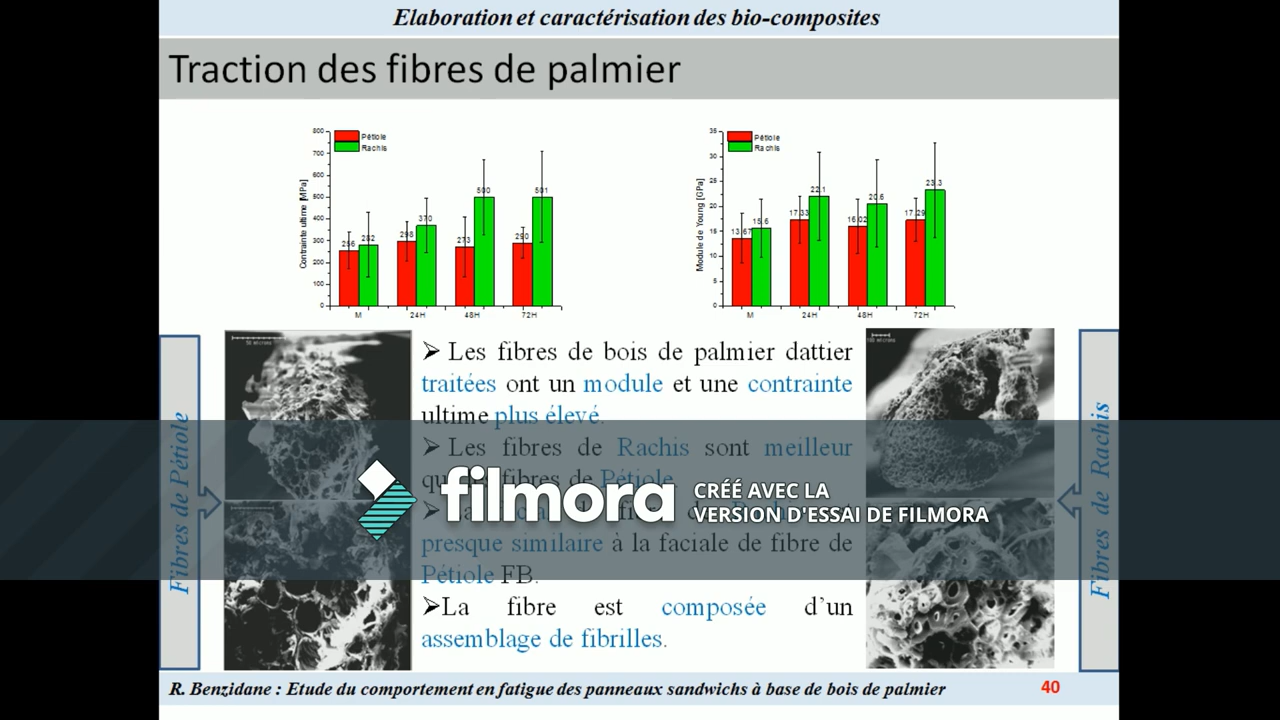 Elaboration et caractérisation des bio-composites
Traction des fibres de palmier
Contrainte ultime [MPa]
800
700
600
500
400
300
200
100
0
Pétiole
Rachis
256
282
298
370
273
500
290
501
M
24H
48H
72H
Module de Young [GPa]
35
30
25
20
15
10
5
0
Pétiole
Rachis
13,67
15,6
17,33
22,1
16,02
20,6
17,29
23,3
M
24H
48H
72H
Fibres de Pétiole
➢ Les fibres de bois de palmier dattier
traitées ont un module et une contrainte
ultime plus élevé.
➢ Les fibres de Rachis sont meilleur
fibres de Pétiole
presque similaire à la faciale de fibre de
Pétiole FB.
➢La fibre est composée d'un
assemblage de fibrilles.
Fibres de Rachis
filmora
CRÉÉ AVEC LA
VERSION D'ESSAI DE FILMORA
R. Benzidane : Etude du comportement en fatigue des panneaux sandwichs à base de bois de palmier
40